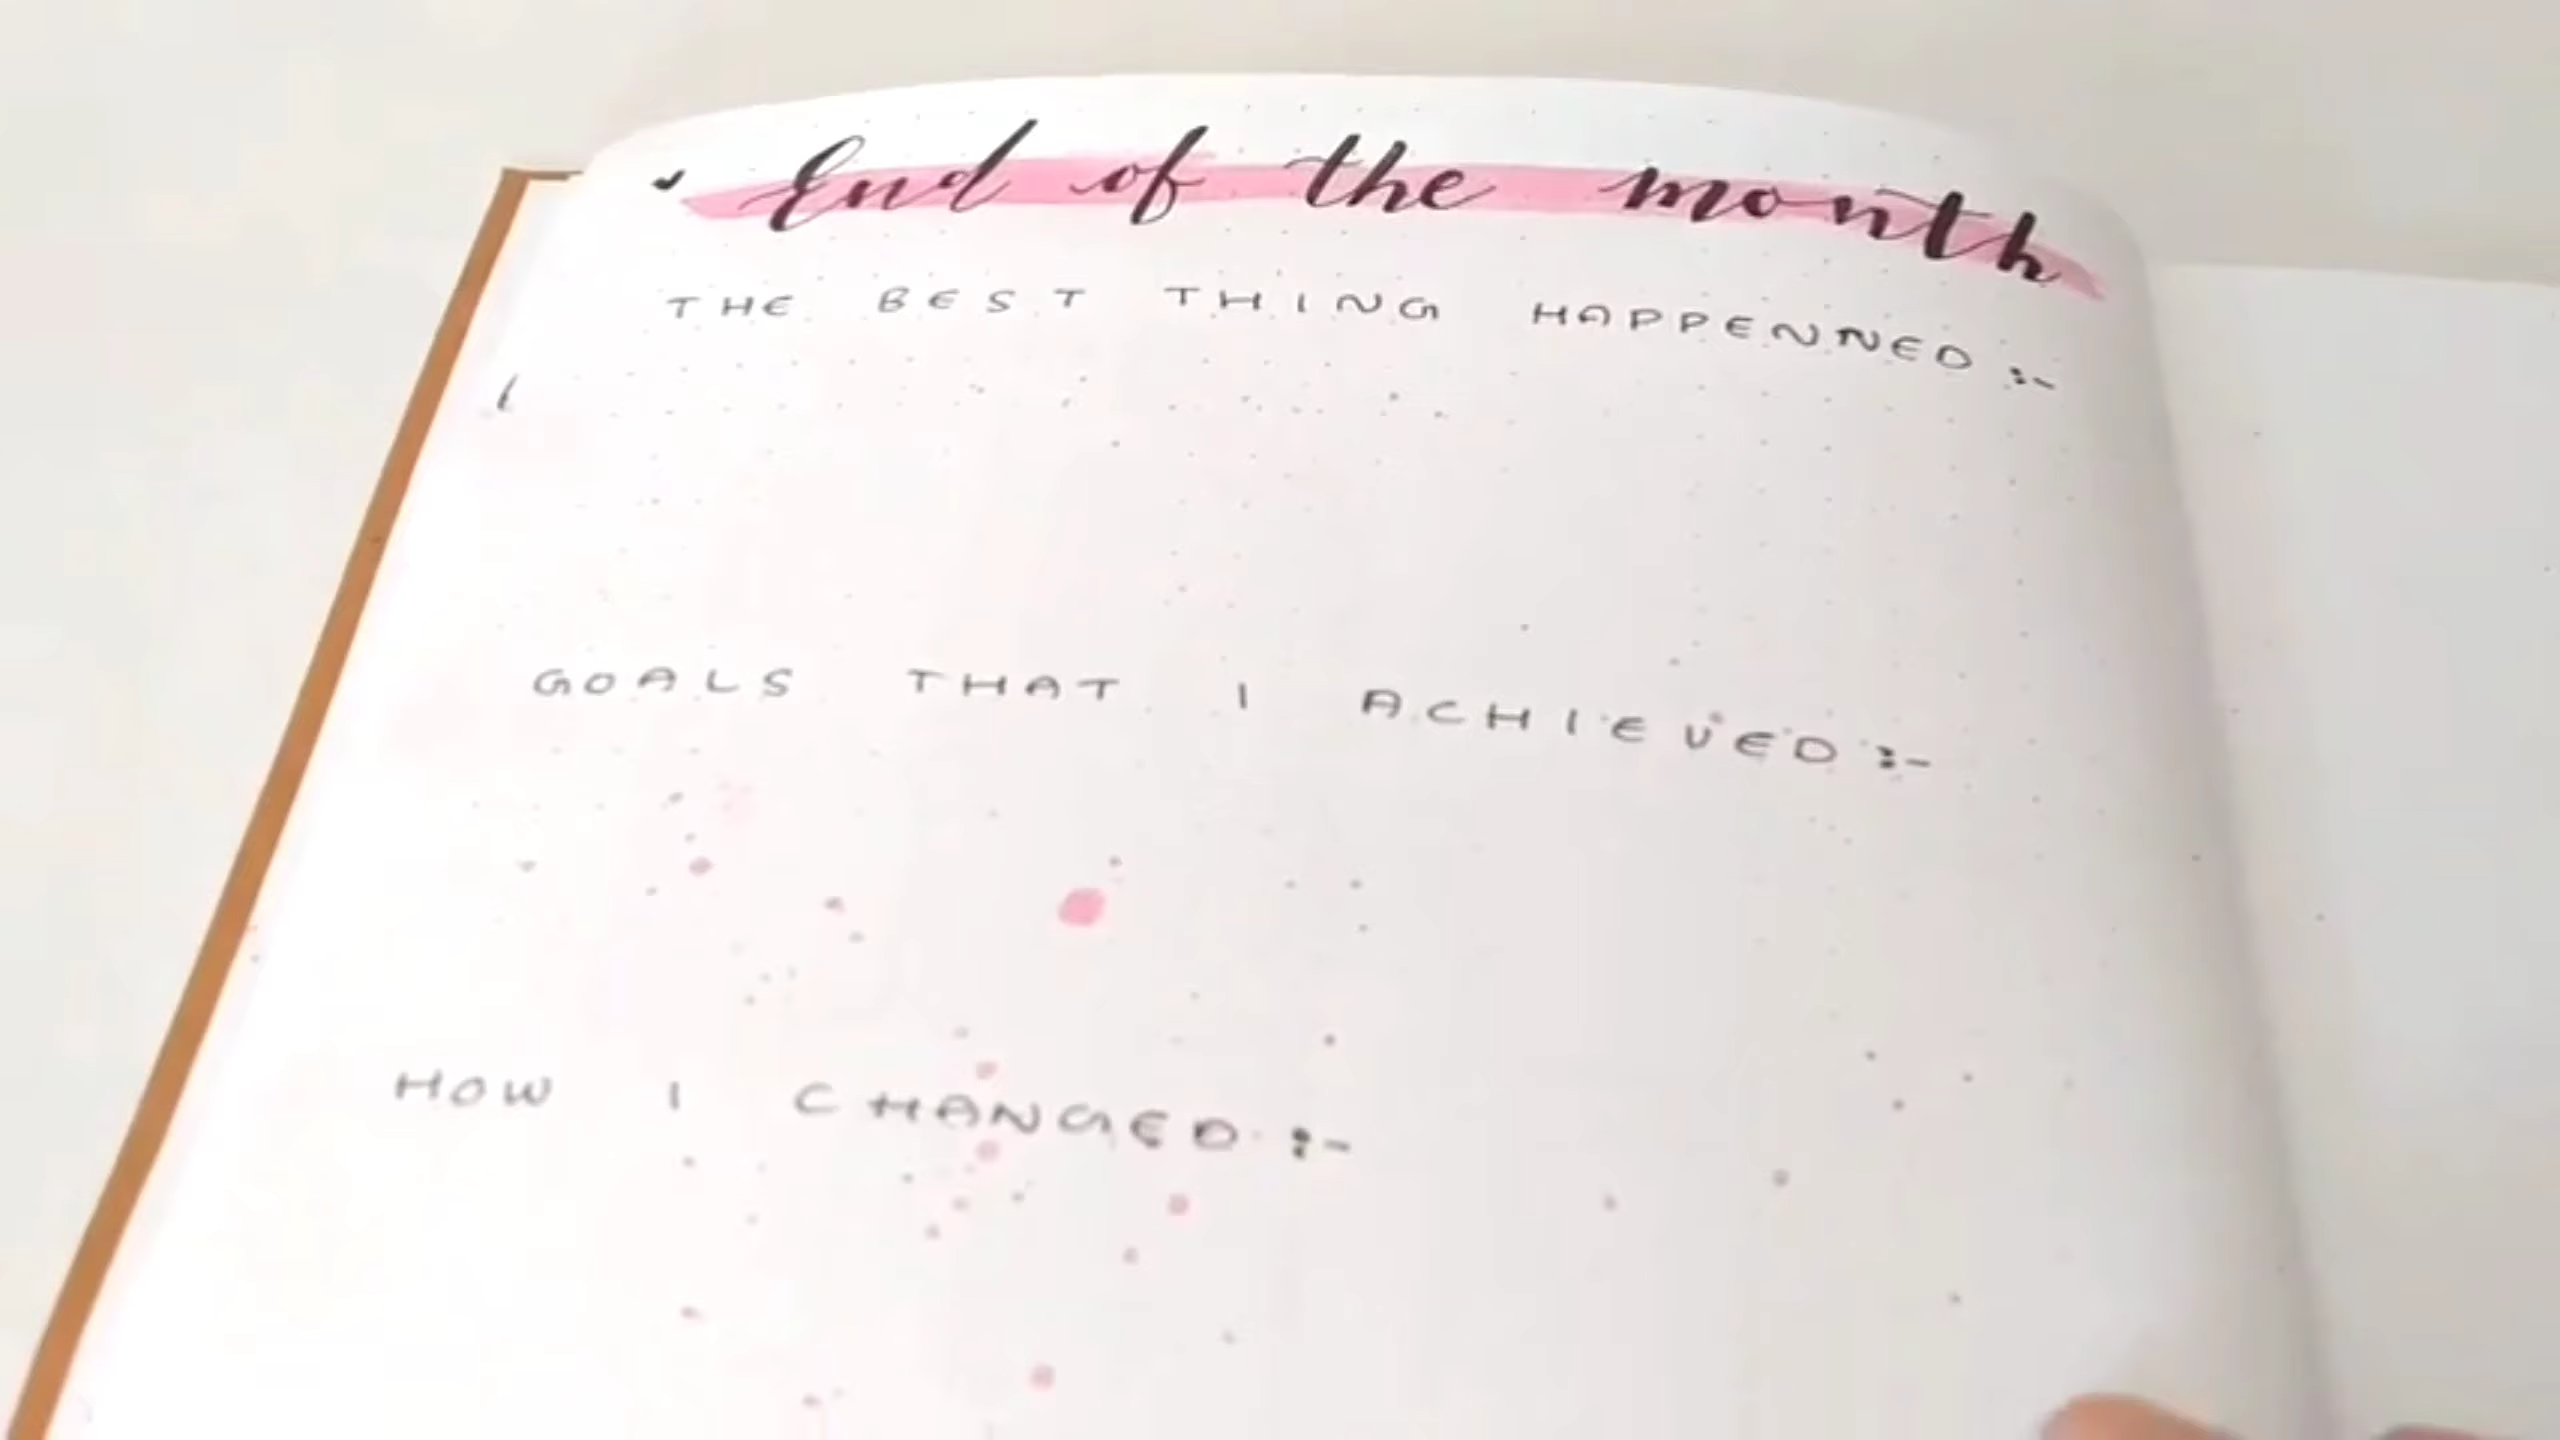 End of the month
THE BEST THING HAPPENNED :-
GOALS THAT I ACHIEVED :-
HOW I CHANGED :-